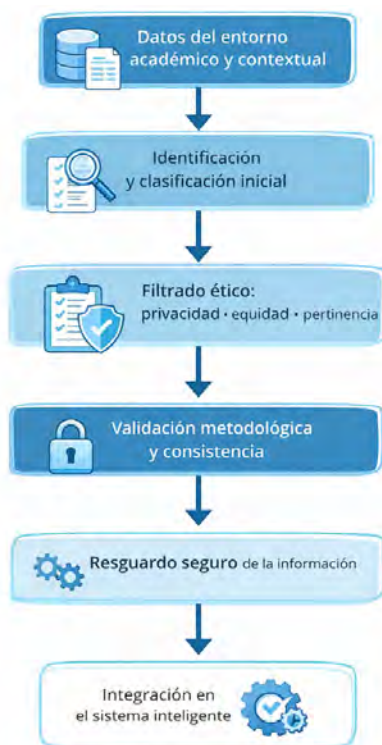 Datos del entorno
académico y contextual
Identificación
y clasificación inicial
Filtrado ético:
privacidad · equidad · pertinencia
Validación metodológica
y consistencia
Resguardo seguro de la información
Integración en
el sistema inteligente